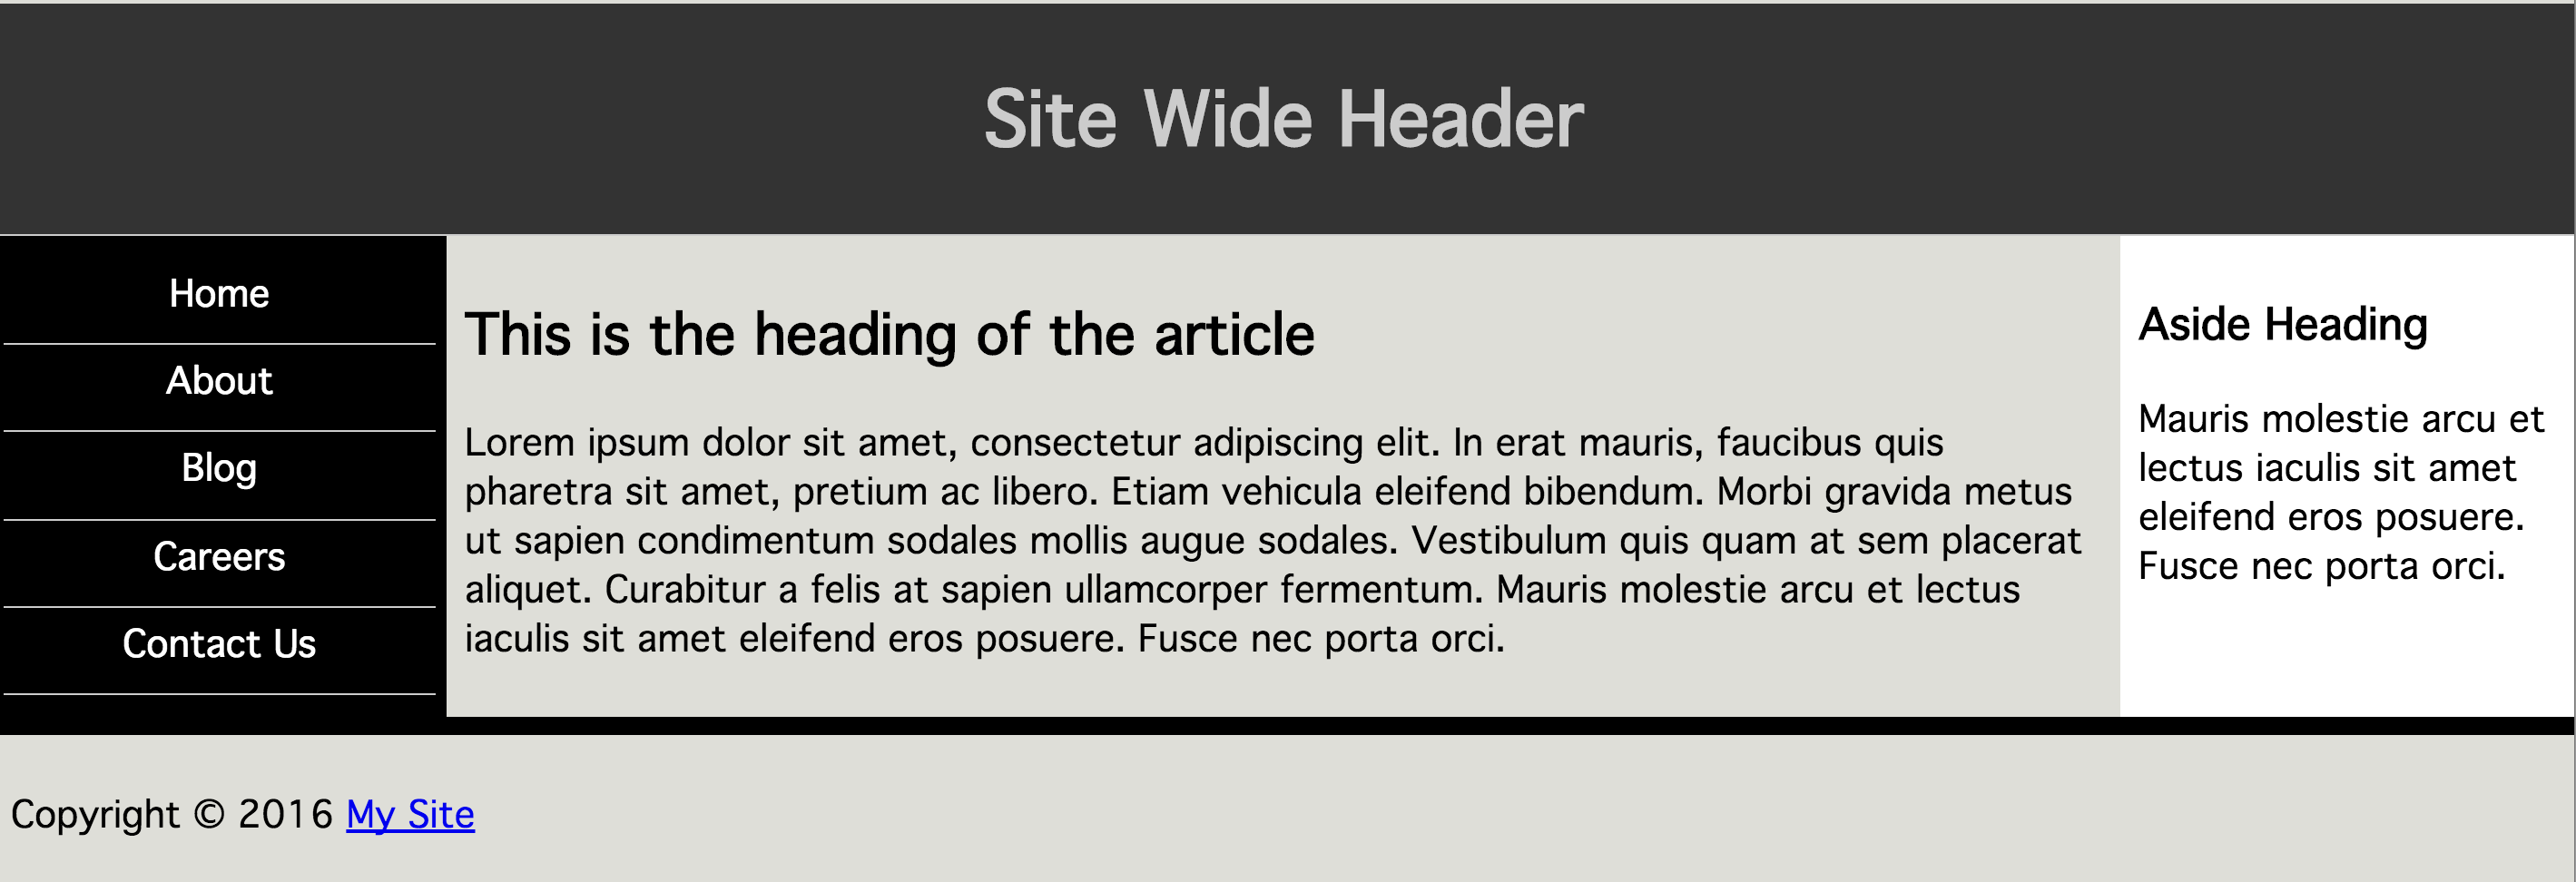 Site Wide Header
Home
About
Blog
Careers
Contact Us
This is the heading of the article
Lorem ipsum dolor sit amet, consectetur adipiscing elit. In erat mauris, faucibus quis
pharetra sit amet, pretium ac libero. Etiam vehicula eleifend bibendum. Morbi gravida metus
ut sapien condimentum sodales mollis augue sodales. Vestibulum quis quam at sem placerat
aliquet. Curabitur a felis at sapien ullamcorper fermentum. Mauris molestie arcu et lectus
iaculis sit amet eleifend eros posuere. Fusce nec porta orci.
Aside Heading
Mauris molestie arcu et
lectus iaculis sit amet
eleifend eros posuere.
Fusce nec porta orci.
Copyright © 2016 My Site